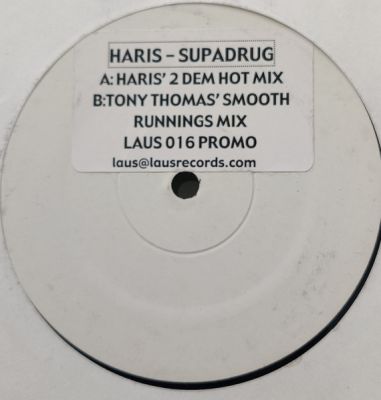 HARIS – SUPADRUG
A: HARIS' 2 DEM HOT MIX
B:TONY THOMAS' SMOOTH
RUNNINGS MIX
LAUS 016 PROMO
laus@lausrecords.com